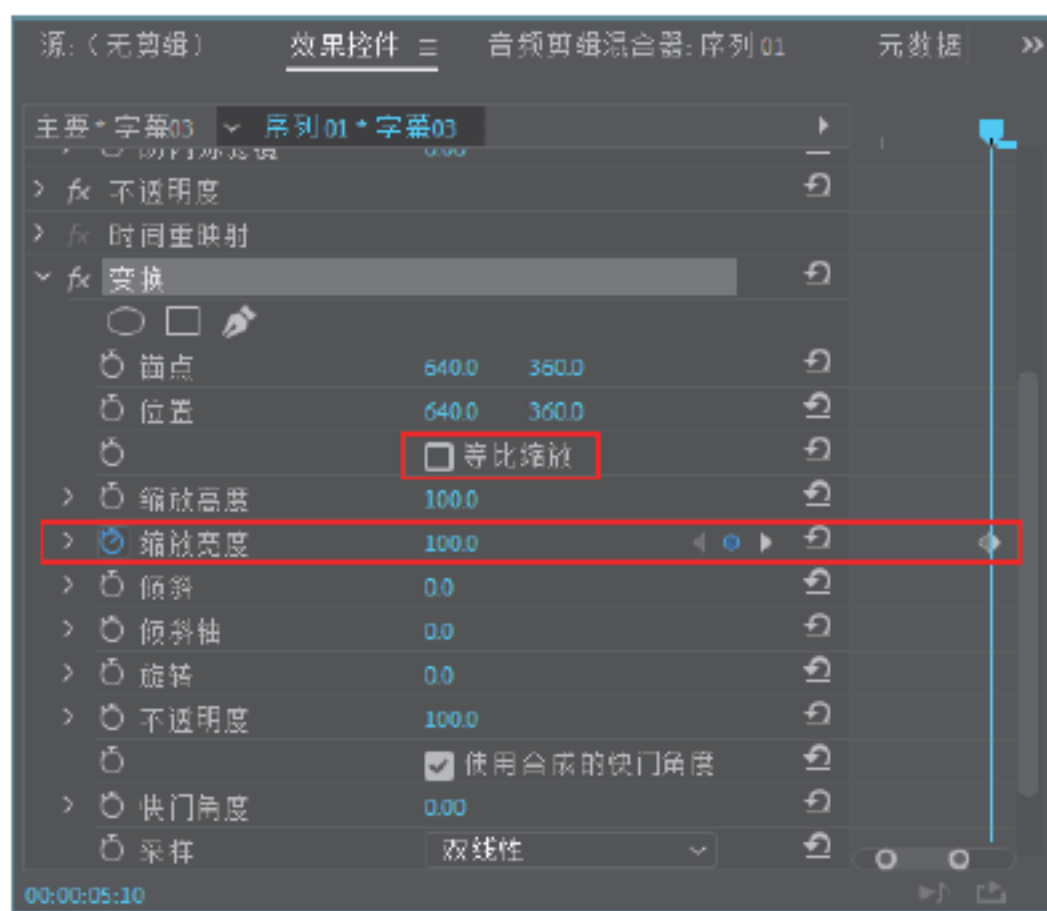 源:（无剪辑） 效果控件 音频剪辑混合器: 序列 01 元数据 »
主要 * 字幕03 序列 01 * 字幕03
0.00
fx 不透明度
fx 时间重映射
fx 变换
锚点 640.0 360.0
位置 640.0 360.0
等比缩放
缩放高度 100.0
缩放宽度 100.0
倾斜 0.0
倾斜轴 0.0
旋转 0.0
不透明度 100.0
使用合成的快门角度
快门角度 0.00
采样 双线性
00:00:05:10